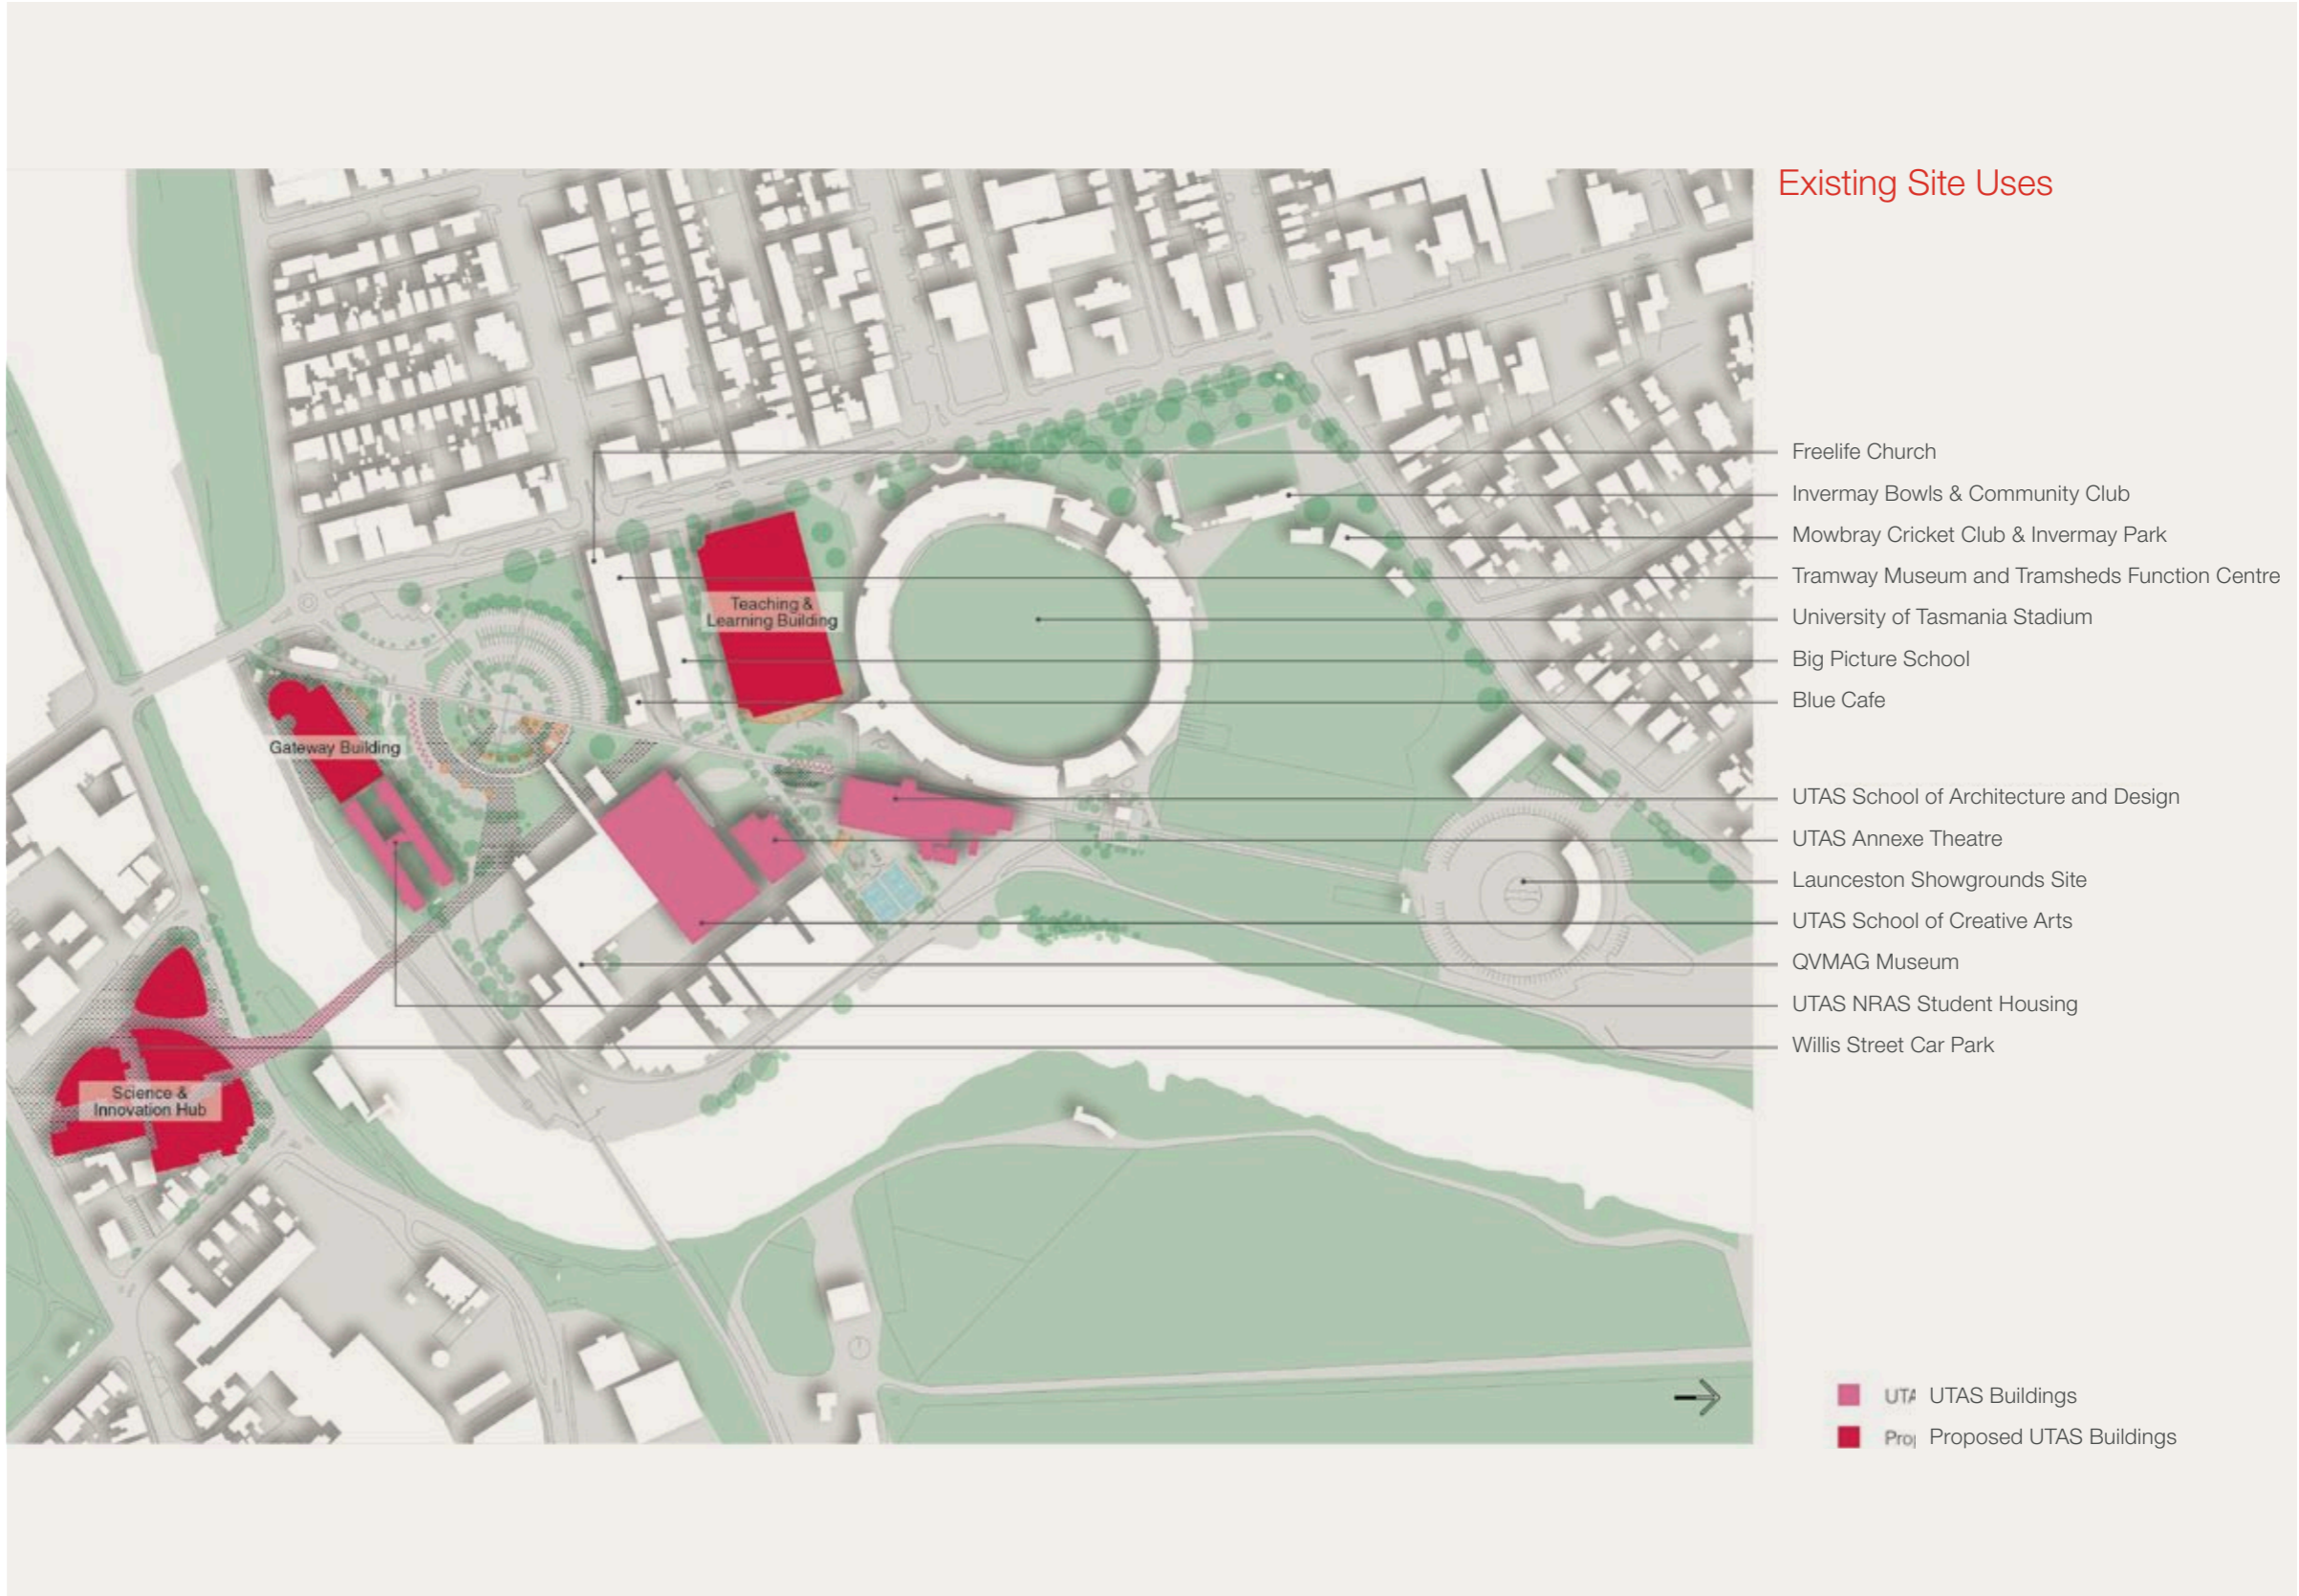 Existing Site Uses
Freelife Church
Invermay Bowls & Community Club
Mowbray Cricket Club & Invermay Park
Tramway Museum and Tramsheds Function Centre
University of Tasmania Stadium
Big Picture School
Blue Cafe
UTAS School of Architecture and Design
UTAS Annexe Theatre
Launceston Showgrounds Site
UTAS School of Creative Arts
QVMAG Museum
UTAS NRAS Student Housing
Willis Street Car Park
Teaching &
Learning Building
Gateway Building
Science &
Innovation Hub
UTA UTAS Buildings
Pro Proposed UTAS Buildings